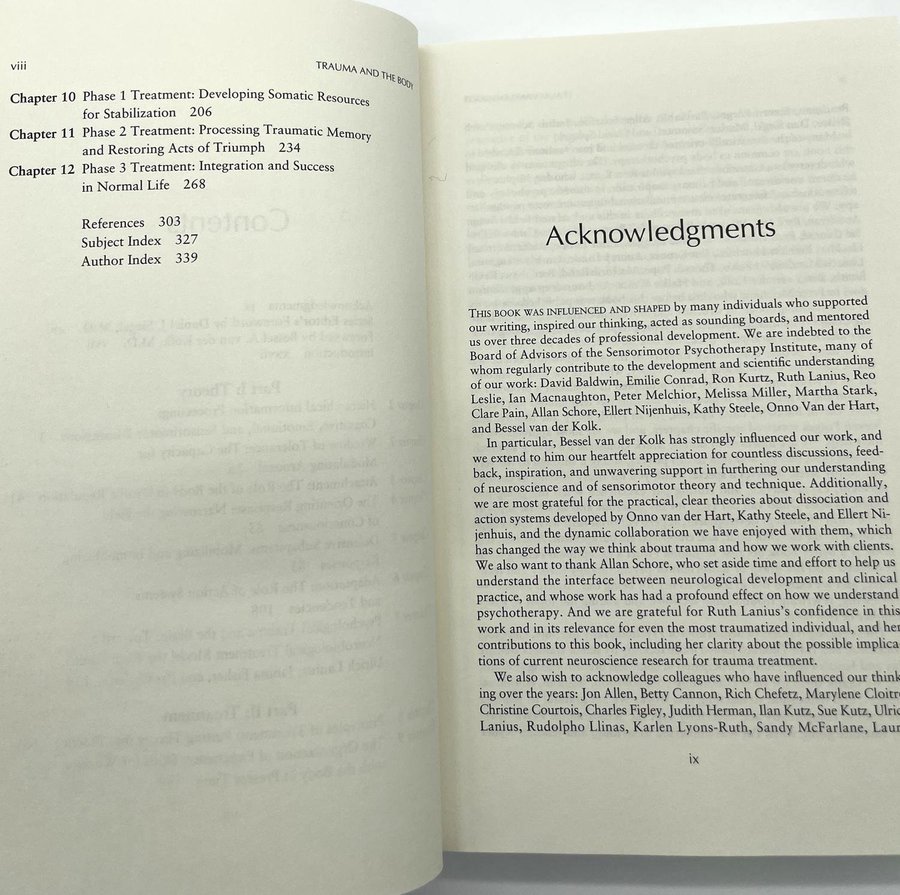 viii
TRAUMA AND THE BODY
Chapter 10 Phase 1 Treatment: Developing Somatic Resources
for Stabilization 206
Chapter 11 Phase 2 Treatment: Processing Traumatic Memory
and Restoring Acts of Triumph 234
Chapter 12 Phase 3 Treatment: Integration and Success
in Normal Life 268
References 303
Subject Index 327
Author Index 339
Acknowledgments
THIS BOOK WAS INFLUENCED AND SHAPED by many individuals who supported
our writing, inspired our thinking, acted as sounding boards, and mentored
us over three decades of professional development. We are indebted to the
Board of Advisors of the Sensorimotor Psychotherapy Institute, many of
whom regularly contribute to the development and scientific understanding
of our work: David Baldwin, Emilie Conrad, Ron Kurtz, Ruth Lanius, Reo
Leslie, Ian Macnaughton, Peter Melchior, Melissa Miller, Martha Stark,
Clare Pain, Allan Schore, Ellert Nijenhuis, Kathy Steele, Onno Van der Hart,
and Bessel van der Kolk.
In particular, Bessel van der Kolk has strongly influenced our work, and
we extend to him our heartfelt appreciation for countless discussions, feed-
back, inspiration, and unwavering support in furthering our understanding
of neuroscience and of sensorimotor theory and technique. Additionally,
we are most grateful for the practical, clear theories about dissociation and
action systems developed by Onno van der Hart, Kathy Steele, and Ellert Ni-
jenhuis, and the dynamic collaboration we have enjoyed with them, which
has changed the way we think about trauma and how we work with clients.
We also want to thank Allan Schore, who set aside time and effort to help us
understand the interface between neurological development and clinical
practice, and whose work has had a profound effect on how we understand
psychotherapy. And we are grateful for Ruth Lanius's confidence in this
work and in its relevance for even the most traumatized individual, and her
contributions to this book, including her clarity about the possible implica
tions of current neuroscience research for trauma treatment.
We also wish to acknowledge colleagues who have influenced our think
ing over the years: Jon Allen, Betty Cannon, Rich Chefetz, Marylene Cloitr
Christine Courtois, Charles Figley, Judith Herman, Ilan Kutz, Sue Kutz, Ulric
Lanius, Rudolpho Llinas, Karlen Lyons-Ruth, Sandy McFarlane, Laur
ix